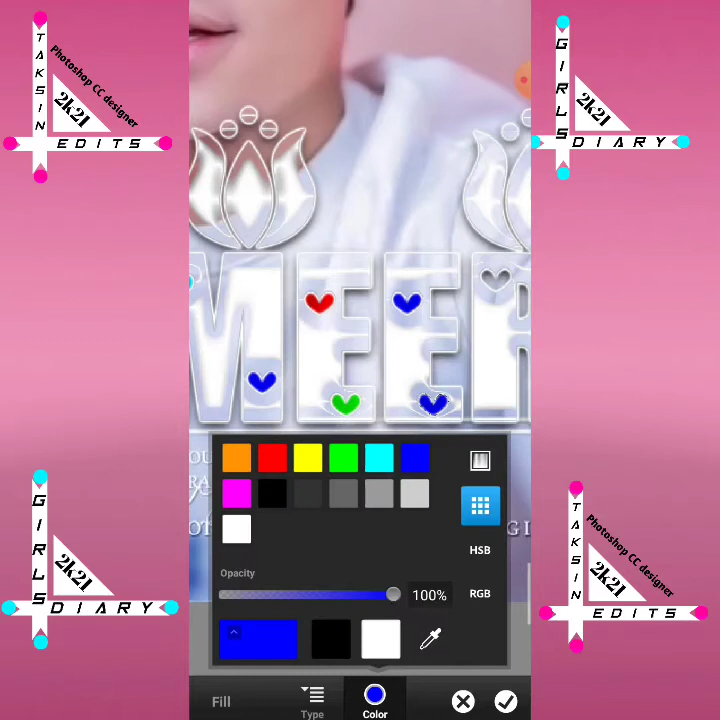 TAKSIN
EDITS
Photoshop CC designer
2k21
GIRLS
DIARY
2k21
MEER
HSB
Opacity
100%
RGB
Fill
Type
Color
GIRLS
DIARY
2k21
TAKSIN
EDITS
Photoshop CC designer
2k21